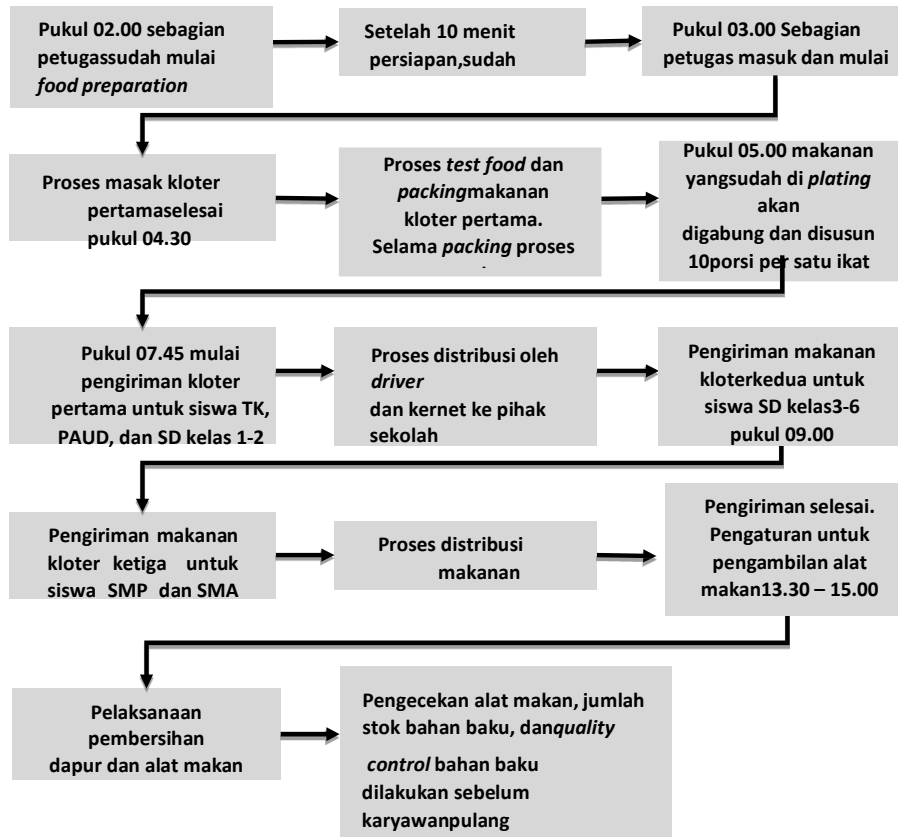 Pukul 02.00 sebagian
petugassudah mulai
food preparation
Setelah 10 menit
persiapan,sudah
Pukul 03.00 Sebagian
petugas masuk dan mulai
Proses masak kloter
pertamaselesai
pukul 04.30
Proses test food dan
packingmakanan
kloter pertama.
Selama packing proses
Pukul 05.00 makanan
yangsudah di plating
akan
digabung dan disusun
10porsi per satu ikat
Pukul 07.45 mulai
pengiriman kloter
pertama untuk siswa TK,
PAUD, dan SD kelas 1-2
Proses distribusi oleh
driver
dan kernet ke pihak
sekolah
Pengiriman makanan
kloterkedua untuk
siswa SD kelas3-6
pukul 09.00
Pengiriman makanan
kloter ketiga untuk
siswa SMP dan SMA
Proses distribusi
makanan
Pengiriman selesai.
Pengaturan untuk
pengambilan alat
makan13.30 – 15.00
Pelaksanaan
pembersihan
dapur dan alat makan
Pengecekan alat makan, jumlah
stok bahan baku, danquality
control bahan baku
dilakukan sebelum
karyawanpulang